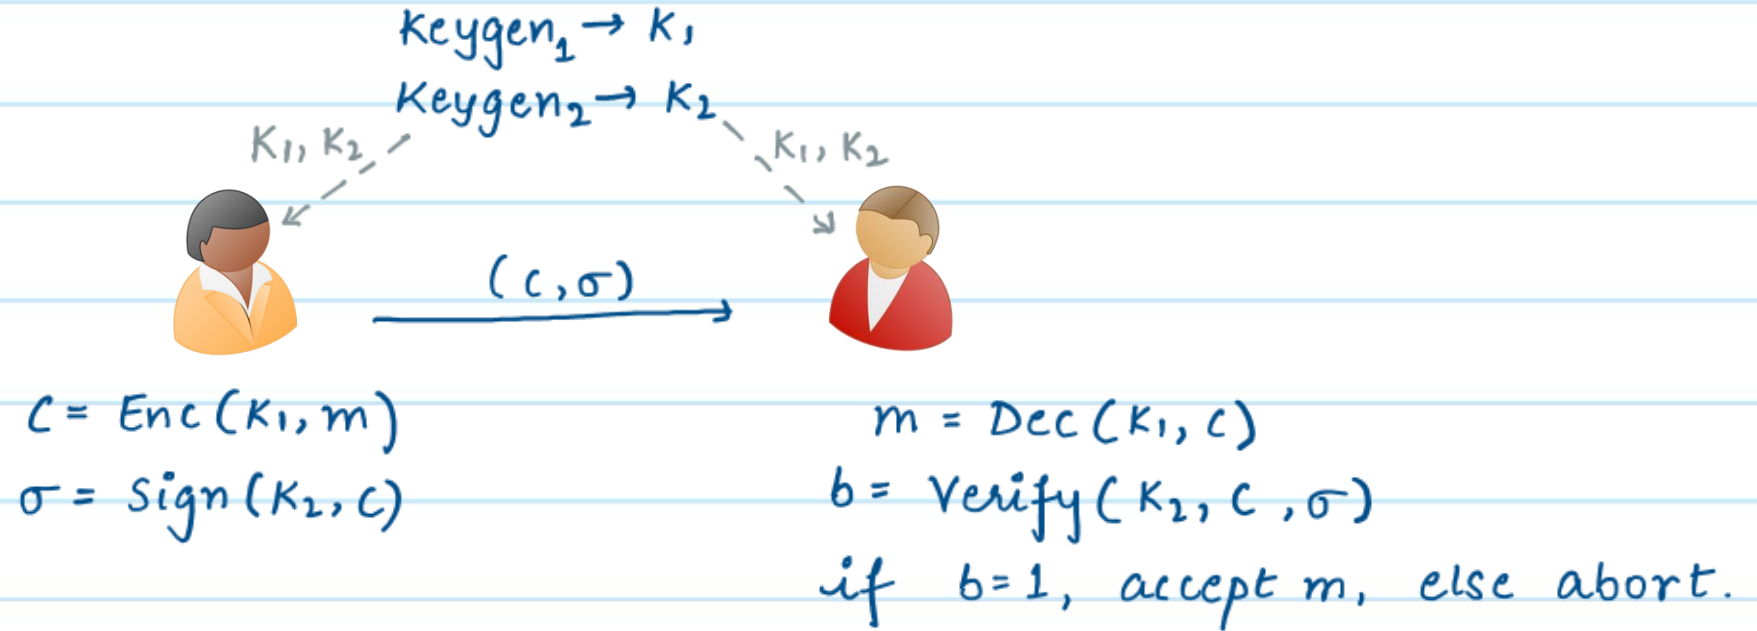 Keygen₁ → K₁
Keygen₂ → K₂
K₁, K₂
K₁, K₂
(c, σ)
C = Enc(K₁, m)
σ = Sign(K₂, C)
m = Dec(K₁, C)
b = Verify(K₂, C, σ)
if b=1, accept m, else abort.